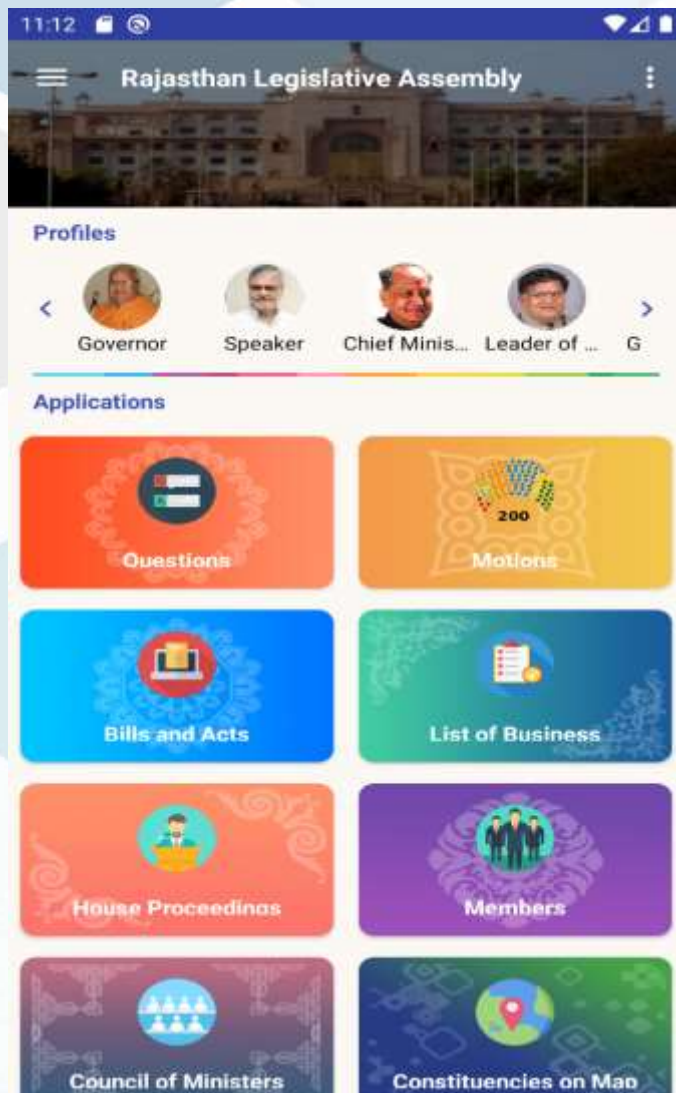 11:12
Rajasthan Legislative Assembly
Profiles
Governor Speaker Chief Minis... Leader of ... G
Applications
Questions Motions
200
Bills and Acts List of Business
House Proceedings Members
Council of Ministers Constituencies on Map